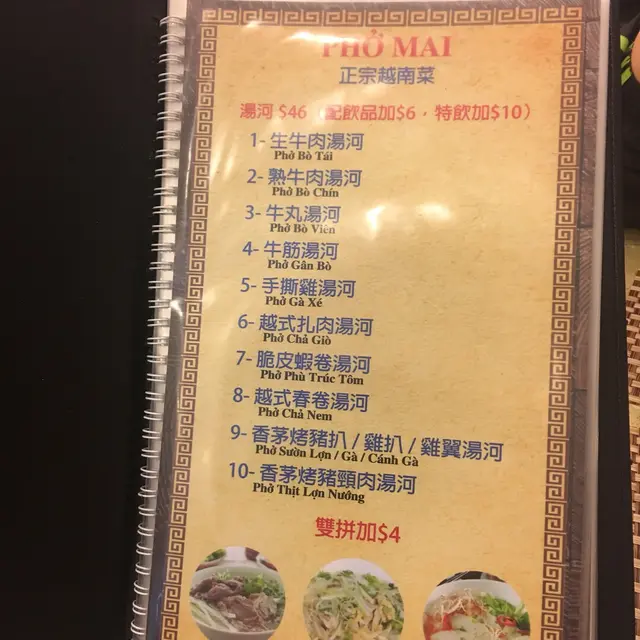 PHỞ MAI
正宗越南菜
湯河 $46 (配飲品加$6，特飲加$10)
1- 生牛肉湯河
Phở Bò Tái
2- 熟牛肉湯河
Phở Bò Chín
3- 牛丸湯河
Phở Bò Viên
4- 牛筋湯河
Phở Gân Bò
5- 手撕雞湯河
Phở Gà Xé
6- 越式扎肉湯河
Phở Chả Giò
7- 脆皮蝦卷湯河
Phở Phù Trúc Tôm
8- 越式春卷湯河
Phở Chả Nem
9- 香茅烤豬扒 / 雞扒 / 雞翼湯河
Phở Sườn Lợn / Gà / Cánh Gà
10- 香茅烤豬頸肉湯河
Phở Thịt Lợn Nướng
雙拼加$4